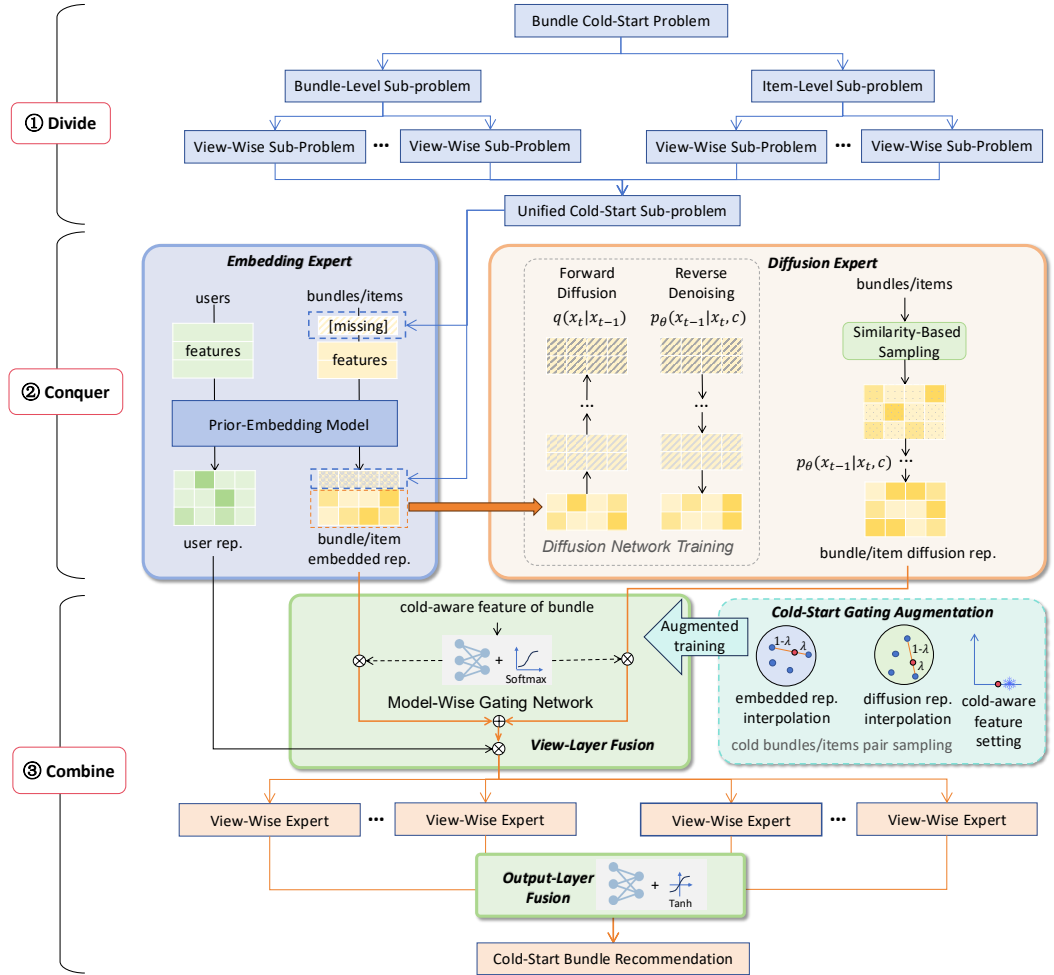 Bundle Cold-Start Problem
Bundle-Level Sub-problem
Item-Level Sub-problem
① Divide
View-Wise Sub-Problem
...
View-Wise Sub-Problem
View-Wise Sub-Problem
...
View-Wise Sub-Problem
Unified Cold-Start Sub-problem
② Conquer
Embedding Expert
users
bundles/items
[missing]
features
features
Prior-Embedding Model
user rep.
bundle/item
embedded rep.
Diffusion Expert
Forward
Diffusion
q(x_t|x_{t−1})
...
Reverse
Denoising
p_θ(x_{t−1}|x_t, c)
...
Diffusion Network Training
bundles/items
Similarity-Based
Sampling
p_θ(x_{t−1}|x_t, c)
...
bundle/item diffusion rep.
③ Combine
cold-aware feature of bundle
+
Softmax
Model-Wise Gating Network
View-Layer Fusion
Augmented
training
Cold-Start Gating Augmentation
1-λ
λ
embedded rep.
interpolation
1-λ
λ
diffusion rep.
interpolation
cold-aware
feature
setting
cold bundles/items pair sampling
View-Wise Expert
...
View-Wise Expert
View-Wise Expert
...
View-Wise Expert
Output-Layer
Fusion
+
Tanh
Cold-Start Bundle Recommendation